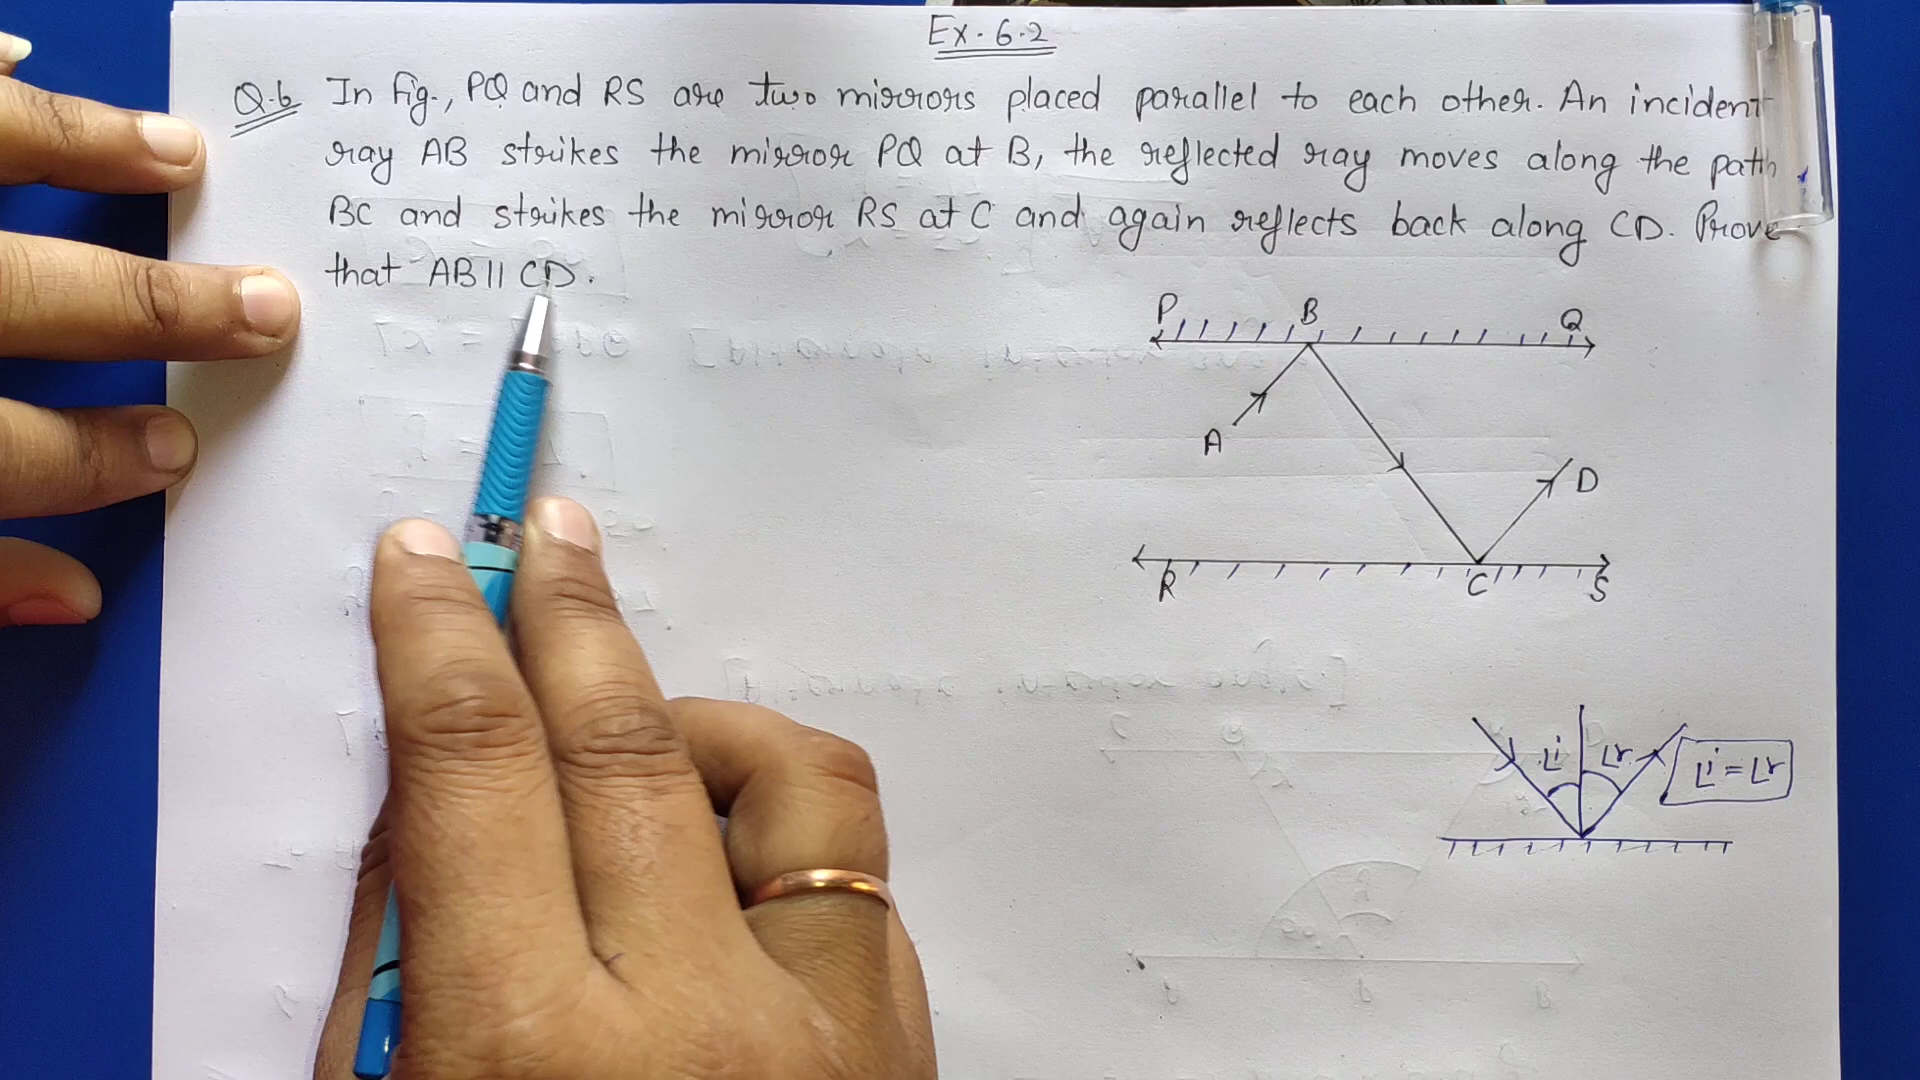 Ex. 6.2
Q.6 In fig., PQ and RS are two mirrors placed parallel to each other. An incident
ray AB strikes the mirror PQ at B, the reflected ray moves along the path
BC and strikes the mirror RS at C and again reflects back along CD. Prove
that AB || CD.
P B Q
A
D
R C S
∠i ∠r ∠i = ∠r